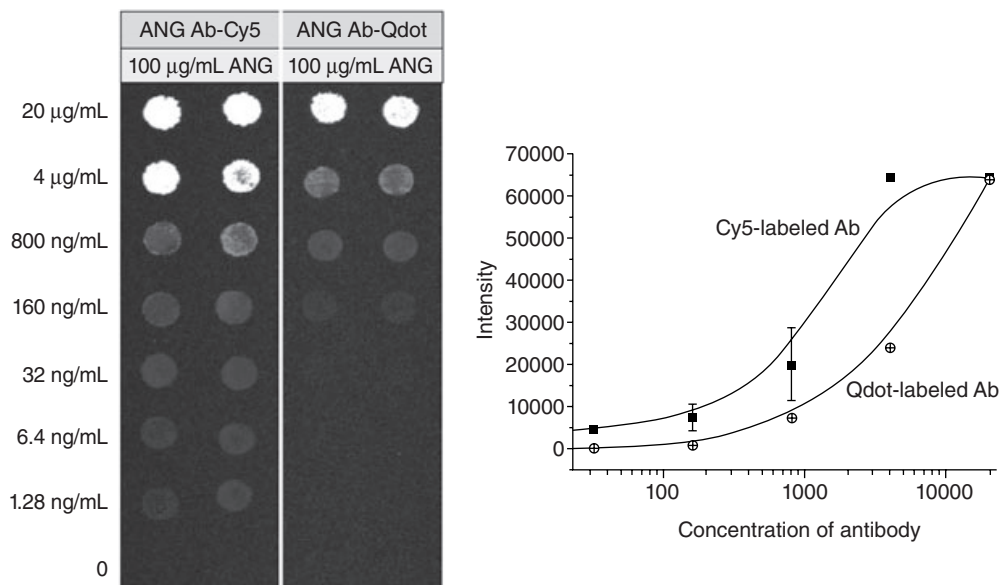 ANG Ab-Cy5 ANG Ab-Qdot
100 μg/mL ANG 100 μg/mL ANG
20 μg/mL
4 μg/mL
800 ng/mL
160 ng/mL
32 ng/mL
6.4 ng/mL
1.28 ng/mL
0
70000
60000
50000
40000
30000
20000
10000
0
Intensity
Cy5-labeled Ab
Qdot-labeled Ab
100 1000 10000
Concentration of antibody